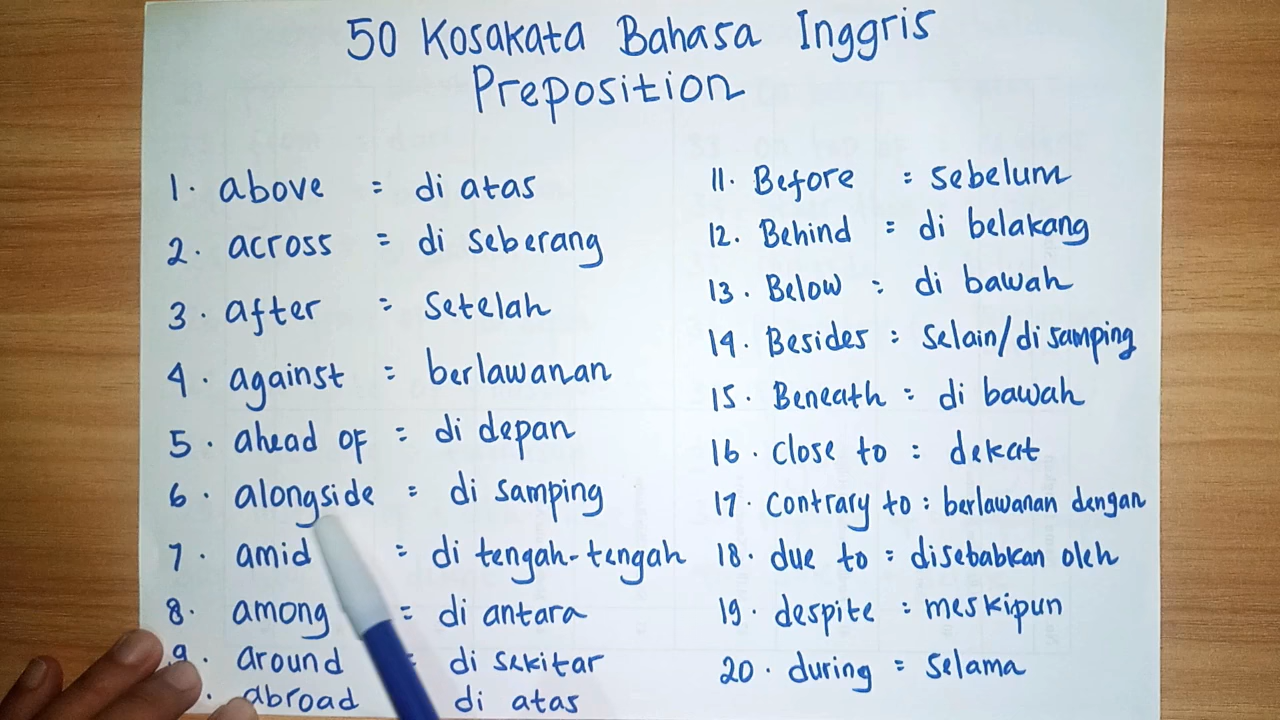 50 Kosakata Bahasa Inggris
Preposition
1. above = di atas
2. across = di seberang
3. after = setelah
4. against = berlawanan
5. ahead of = di depan
6. alongside = di samping
7. amid = di tengah-tengah
8. among = di antara
9. around = di sekitar
. abroad di atas
11. Before = sebelum
12. Behind = di belakang
13. Below = di bawah
14. Besides = selain/di samping
15. Beneath = di bawah
16. Close to = dekat
17. Contrary to = berlawanan dengan
18. due to = disebabkan oleh
19. despite = meskipun
20. during = selama